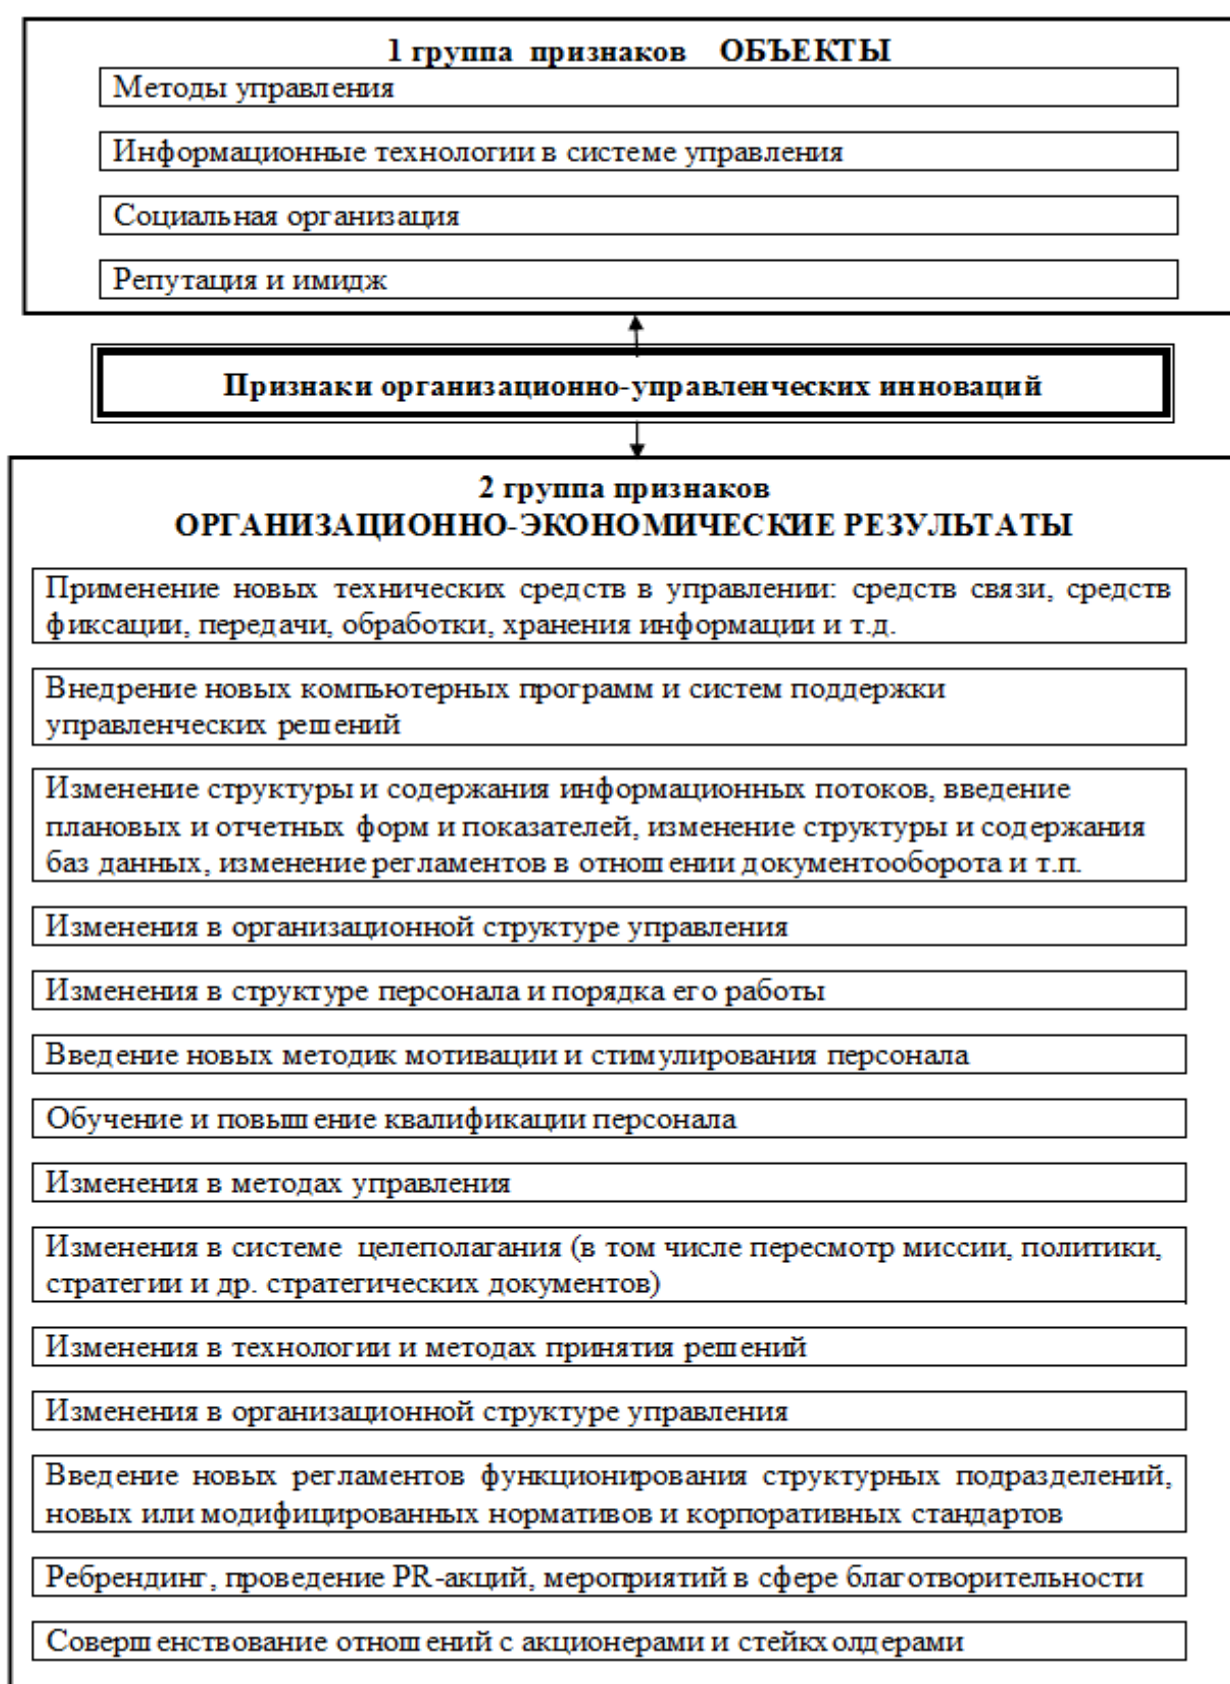 1 группа признаков ОБЪЕКТЫ
Методы управления
Информационные технологии в системе управления
Социальная организация
Репутация и имидж
Признаки организационно-управленческих инноваций
2 группа признаков
ОРГАНИЗАЦИОННО-ЭКОНОМИЧЕСКИЕ РЕЗУЛЬТАТЫ
Применение новых технических средств в управлении: средств связи, средств
фиксации, передачи, обработки, хранения информации и т.д.
Внедрение новых компьютерных программ и систем поддержки
управленческих решений
Изменение структуры и содержания информационных потоков, введение
плановых и отчетных форм и показателей, изменение структуры и содержания
баз данных, изменение регламентов в отношении документооборота и т.п.
Изменения в организационной структуре управления
Изменения в структуре персонала и порядка его работы
Введение новых методик мотивации и стимулирования персонала
Обучение и повышение квалификации персонала
Изменения в методах управления
Изменения в системе целеполагания (в том числе пересмотр миссии, политики,
стратегии и др. стратегических документов)
Изменения в технологии и методах принятия решений
Изменения в организационной структуре управления
Введение новых регламентов функционирования структурных подразделений,
новых или модифицированных нормативов и корпоративных стандартов
Ребрендинг, проведение PR-акций, мероприятий в сфере благотворительности
Совершенствование отношений с акционерами и стейкхолдерами